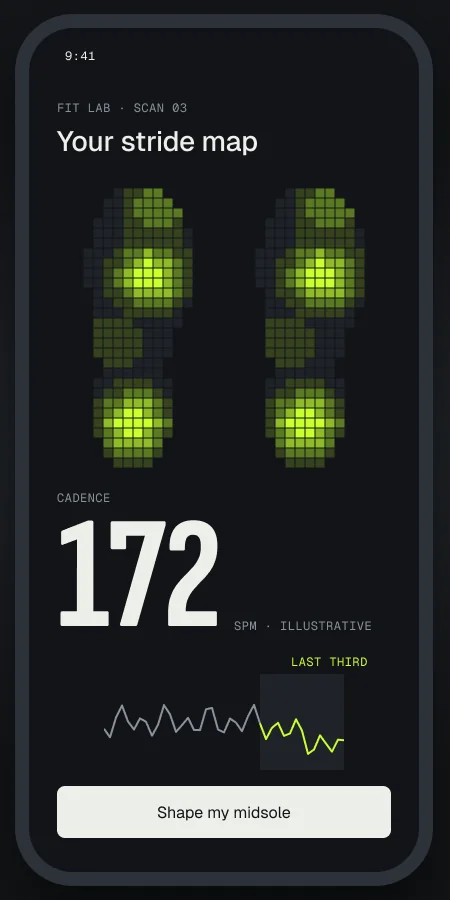 9:41
FIT LAB · SCAN 03
Your stride map
CADENCE
172
SPM · ILLUSTRATIVE
LAST THIRD
Shape my midsole